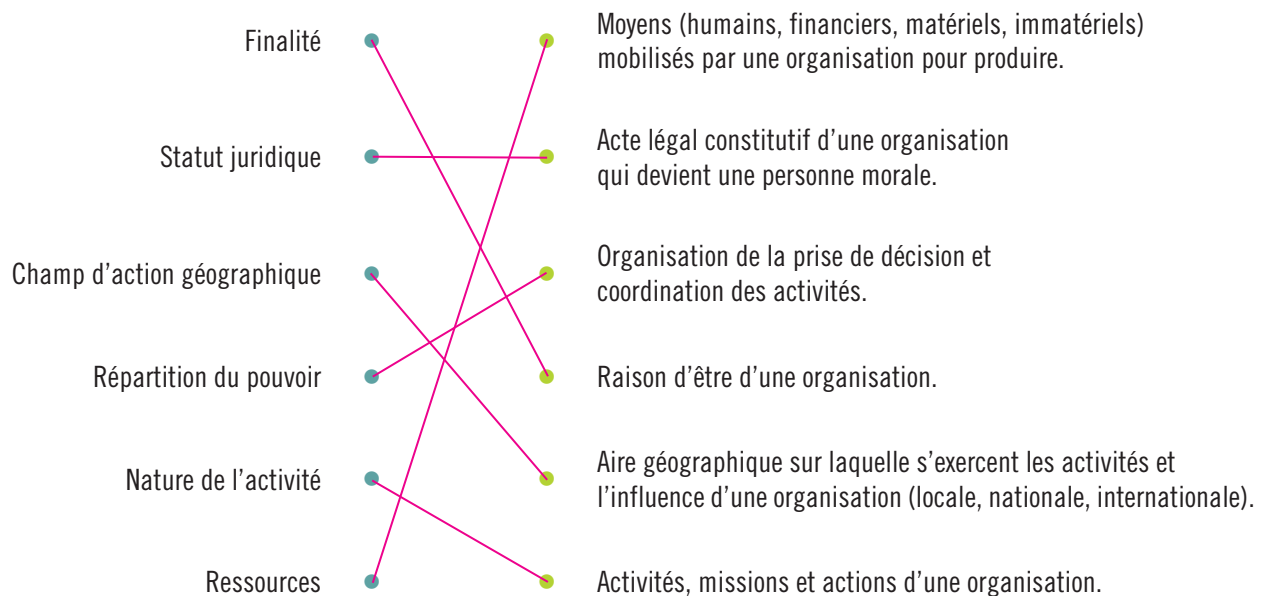 Finalité
Moyens (humains, financiers, matériels, immatériels)
mobilisés par une organisation pour produire.
Statut juridique
Acte légal constitutif d’une organisation
qui devient une personne morale.
Champ d’action géographique
Organisation de la prise de décision et
coordination des activités.
Répartition du pouvoir
Raison d’être d’une organisation.
Nature de l’activité
Aire géographique sur laquelle s’exercent les activités et
l’influence d’une organisation (locale, nationale, internationale).
Ressources
Activités, missions et actions d’une organisation.